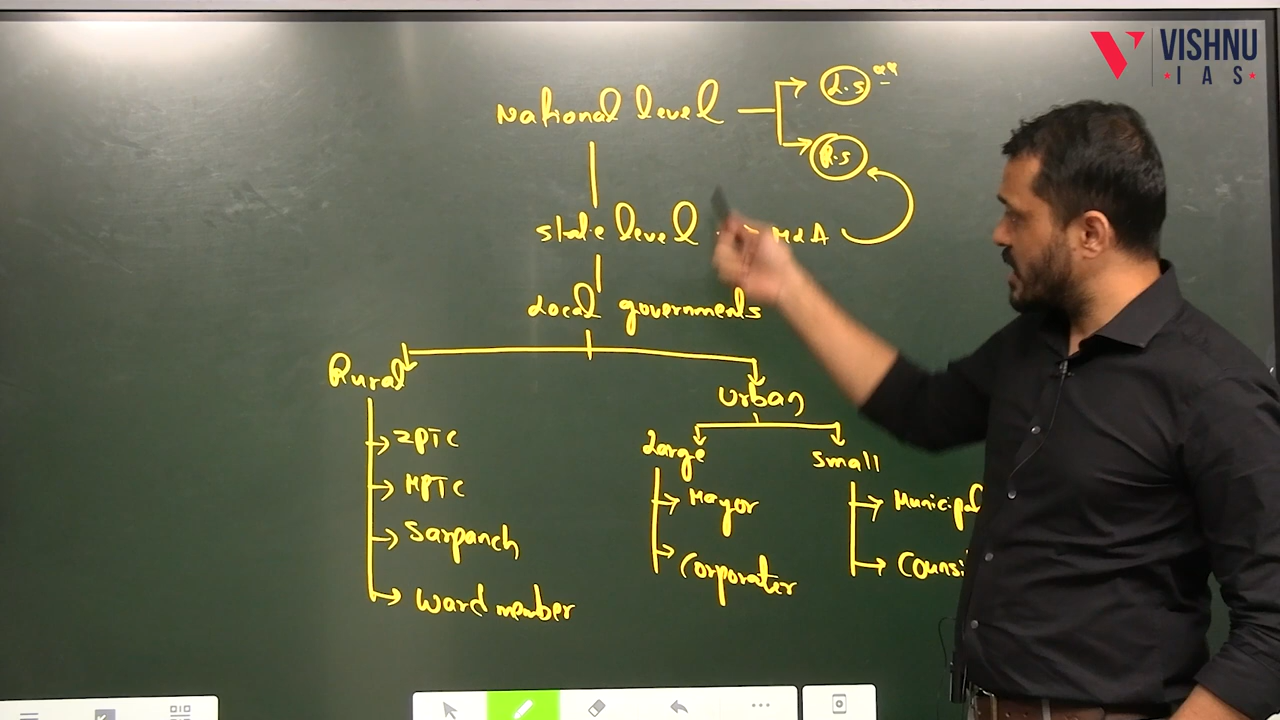 VISHNU
IAS
National level
L.S
R.S
State level
MLA
Local governments
Rural
Urban
ZPTC
MPTC
Sarpanch
Ward member
Large
Small
Mayor
Corporater
Municipal